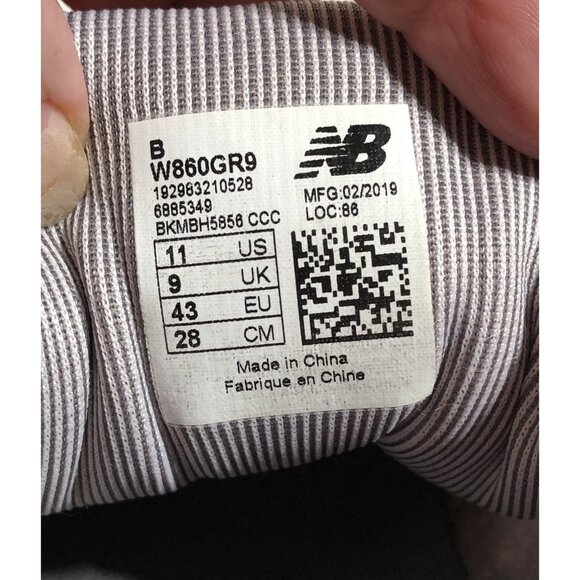 B
W860GR9
192983210528
6885349
BKMBH5856 CCC
11 US
9 UK
43 EU
28 CM
NB
MFG:02/2019
LOC:86
Made in China
Fabrique en Chine